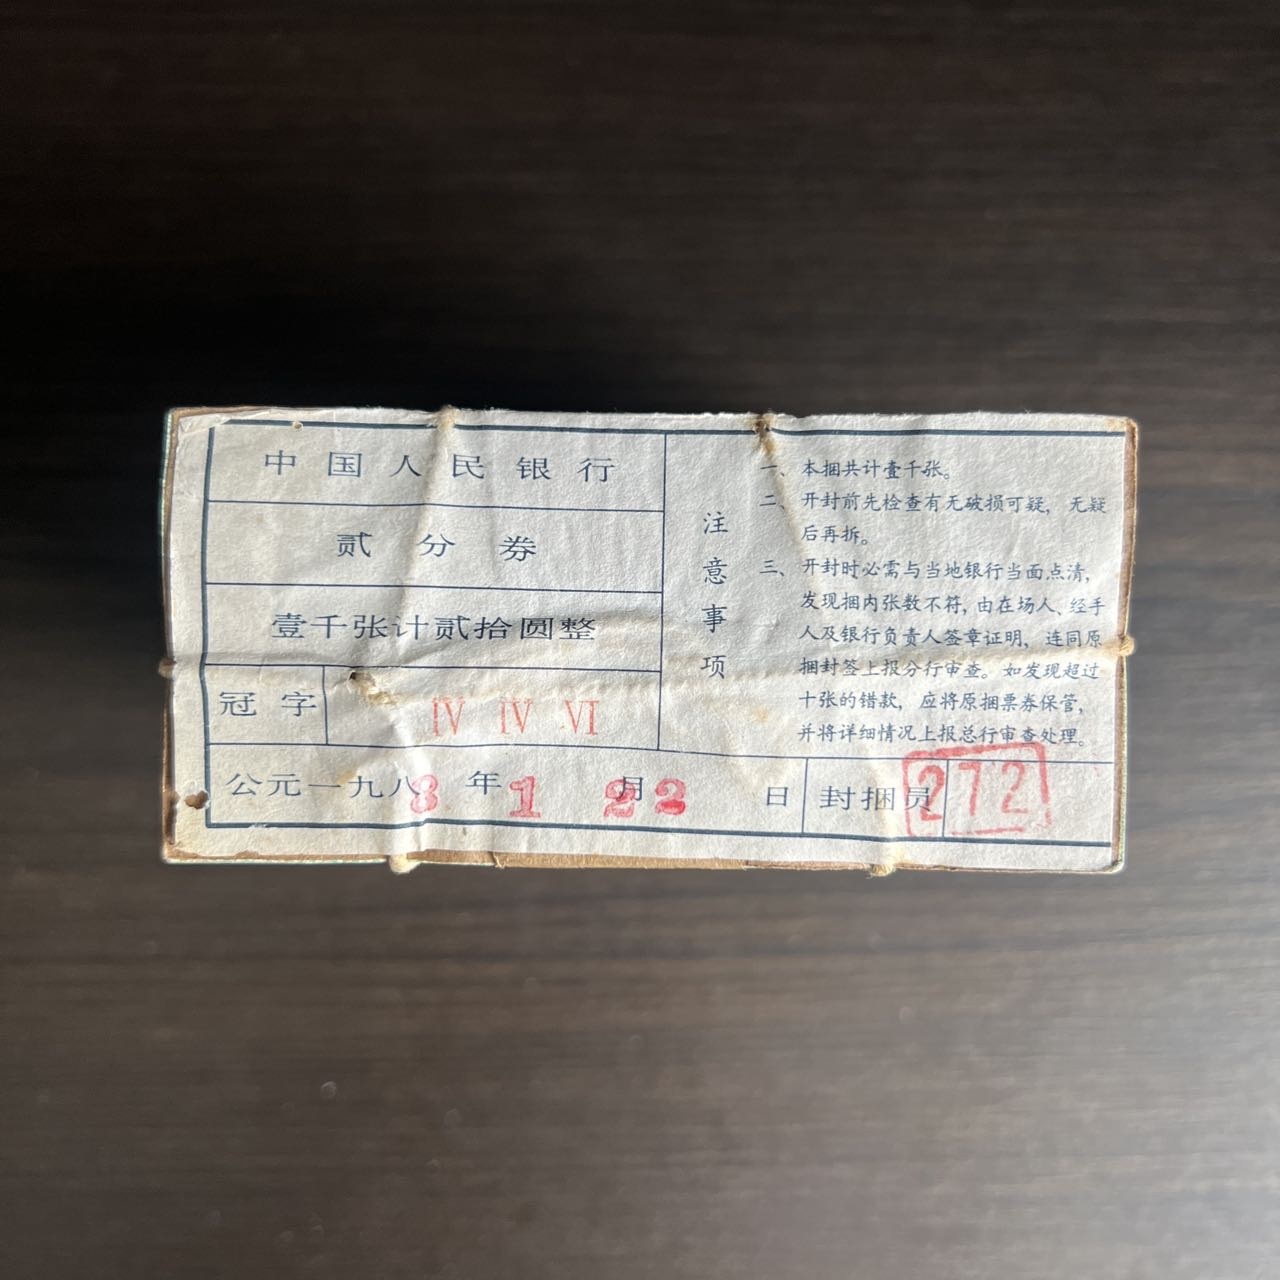 中国人民银行
贰分券
壹千张计贰拾圆整
冠字 IV IV VI
公元一九八3年1月22日
封捆员 272
注意事项
一、本捆共计壹千张。
二、开封前先检查有无破损可疑，无疑
后再拆。
三、开封时必需与当地银行当面点清，
发现捆内张数不符，由在场人、经手
人及银行负责人签章证明，连同原
捆封签上报分行审查。如发现超过
十张的错款，应将原捆票券保管，
并将详细情况上报总行审查处理。